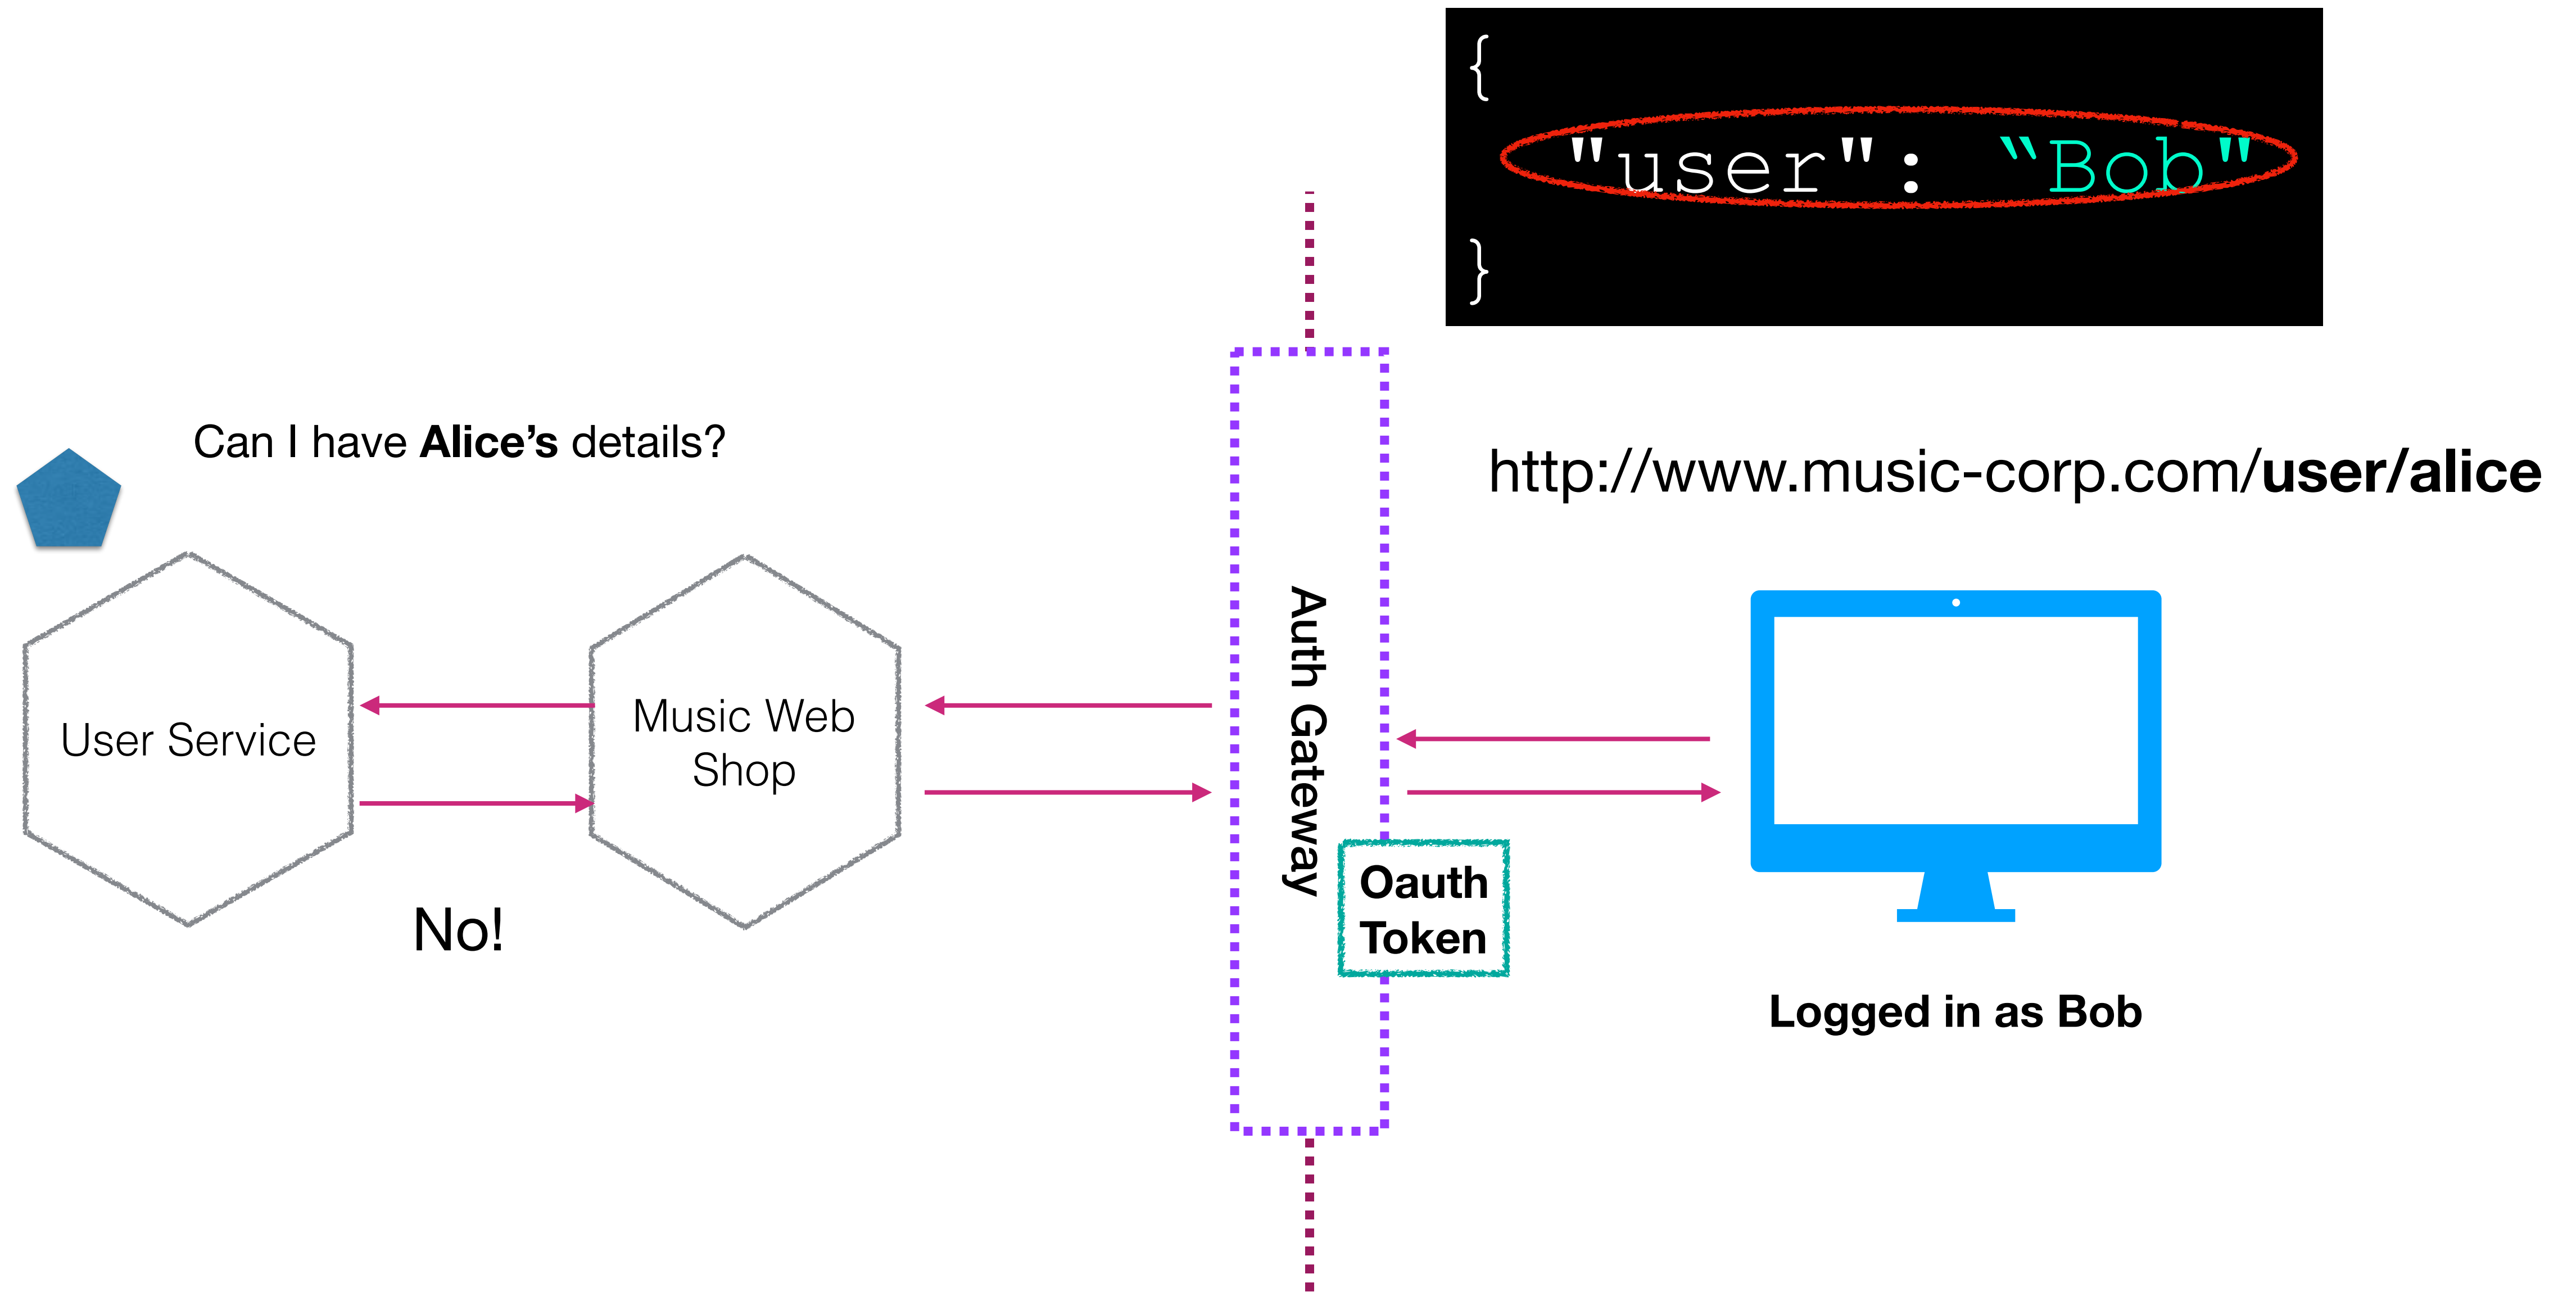 {
"user": “Bob"
}
Can I have Alice’s details?
http://www.music-corp.com/user/alice
User Service
Music Web
Shop
Auth Gateway
No!
Oauth
Token
Logged in as Bob